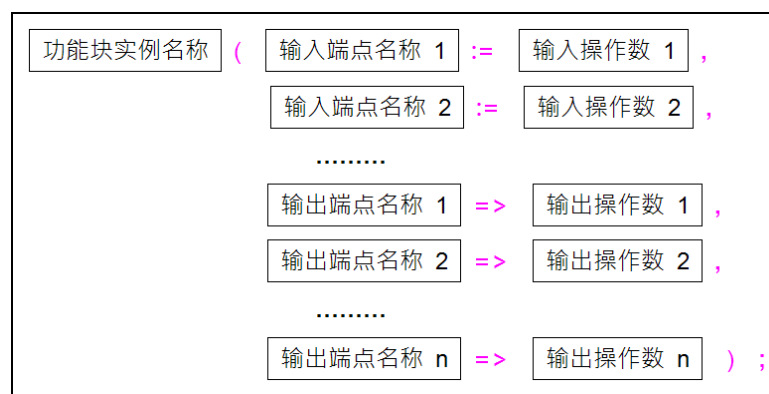 功能块实例名称 ( 输入端点名称 1 := 输入操作数 1 ,
输入端点名称 2 := 输入操作数 2 ,
.........
输出端点名称 1 => 输出操作数 1 ,
输出端点名称 2 => 输出操作数 2 ,
.........
输出端点名称 n => 输出操作数 n ) ;